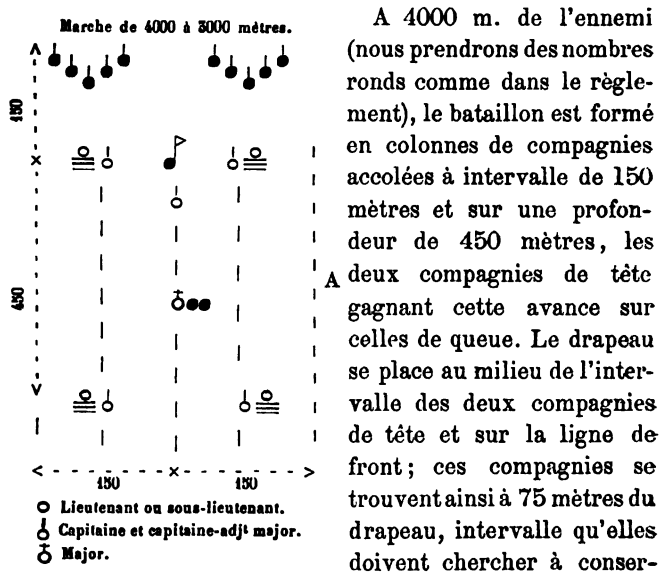 Marche de 4000 à 3000 mètres.
150
450
A
150
150
Lieutenant ou sous-lieutenant.
Capitaine et capitaine-adjt major.
Major.
A 4000 m. de l'ennemi
(nous prendrons des nombres
ronds comme dans le règle-
ment), le bataillon est formé
en colonnes de compagnies
accolées à intervalle de 150
mètres et sur une profon-
deur de 450 mètres, les
deux compagnies de tête
gagnant cette avance sur
celles de queue. Le drapeau
se place au milieu de l'inter-
valle des deux compagnies
de tête et sur la ligne de
front; ces compagnies se
trouvent ainsi à 75 mètres du
drapeau, intervalle qu'elles
doivent chercher à conser-